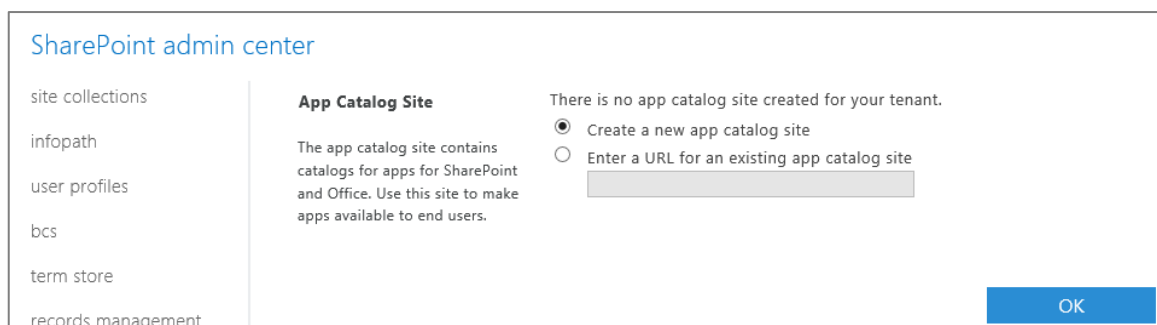 SharePoint admin center
site collections
infopath
user profiles
bcs
term store
records management
App Catalog Site
The app catalog site contains
catalogs for apps for SharePoint
and Office. Use this site to make
apps available to end users.
There is no app catalog site created for your tenant.
Create a new app catalog site
Enter a URL for an existing app catalog site
OK